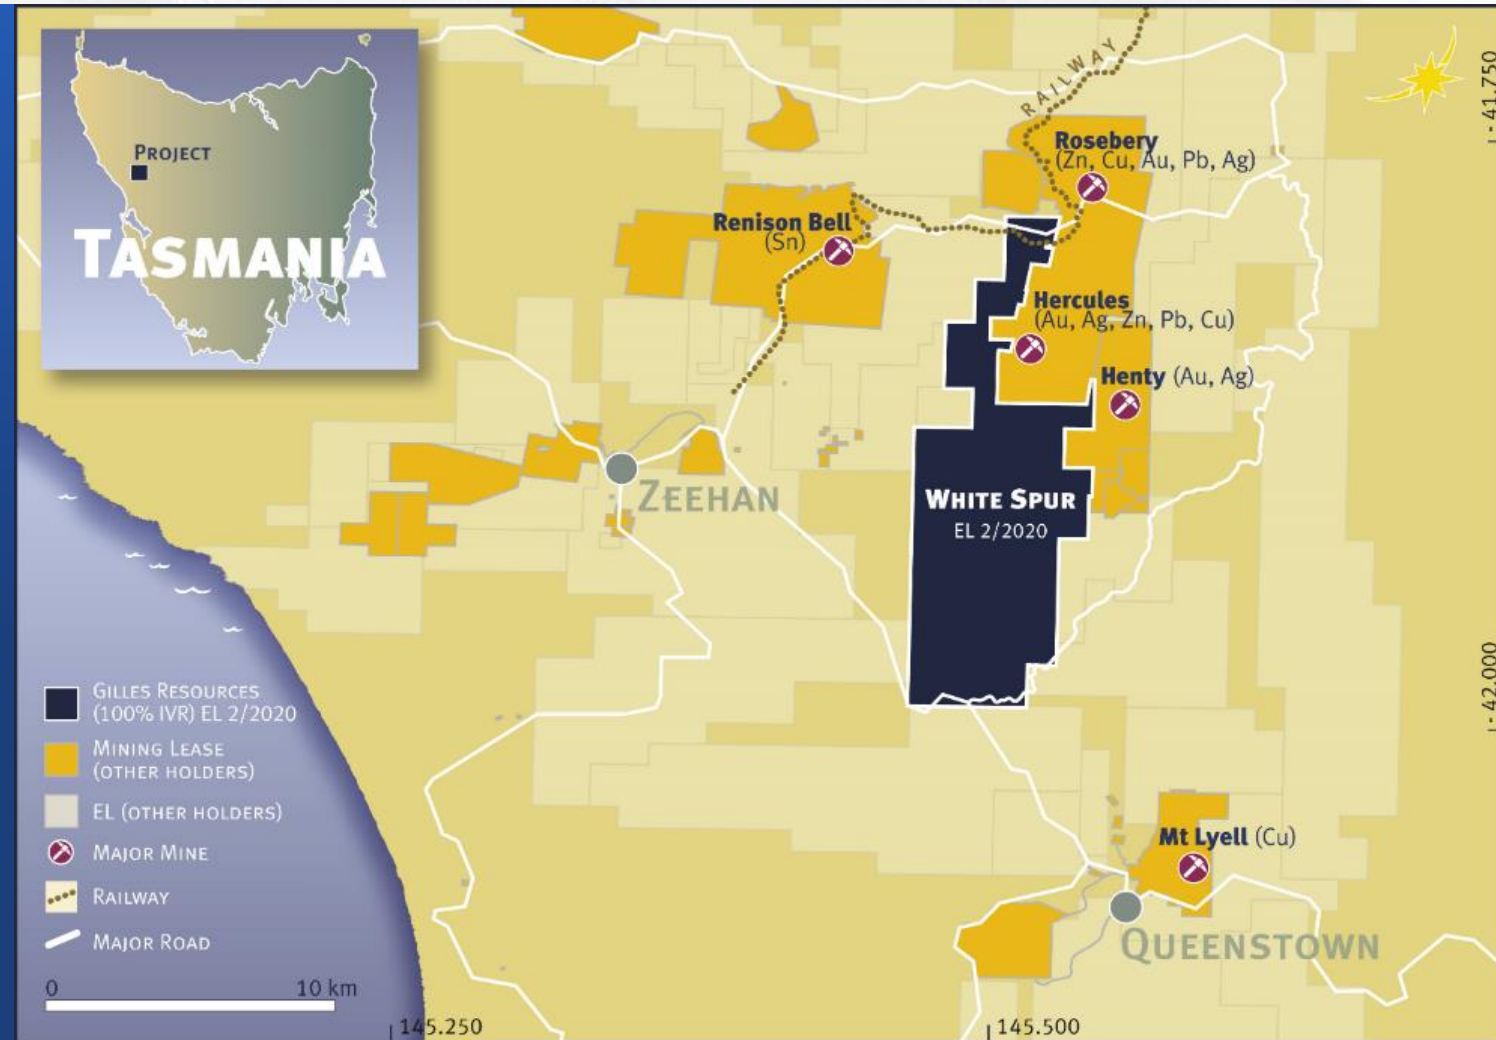 PROJECT
TASMANIA
RAILWAY
-41.750
Rosebery
(Zn, Cu, Au, Pb, Ag)
Renison Bell
(Sn)
Hercules
(Au, Ag, Zn, Pb, Cu)
Henty (Au, Ag)
ZEEHAN
WHITE SPUR
EL 2/2020
-42.000
GILLES RESOURCES
(100% IVR) EL 2/2020
MINING LEASE
(OTHER HOLDERS)
EL (OTHER HOLDERS)
MAJOR MINE
RAILWAY
MAJOR ROAD
Mt Lyell (Cu)
QUEENSTOWN
0 10 km
145.250
145.500